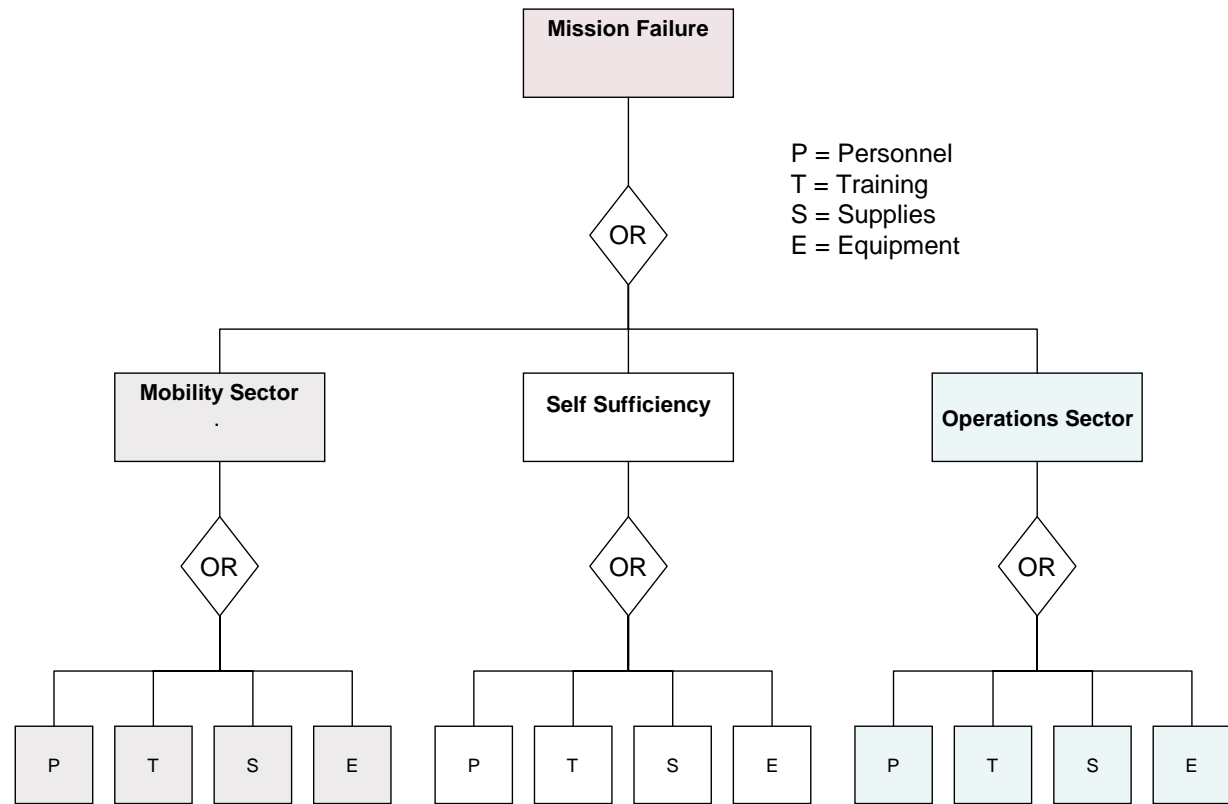 Mission Failure
P = Personnel
T = Training
S = Supplies
E = Equipment
OR
Mobility Sector
.
Self Sufficiency
Operations Sector
OR
OR
OR
P
T
S
E
P
T
S
E
P
T
S
E